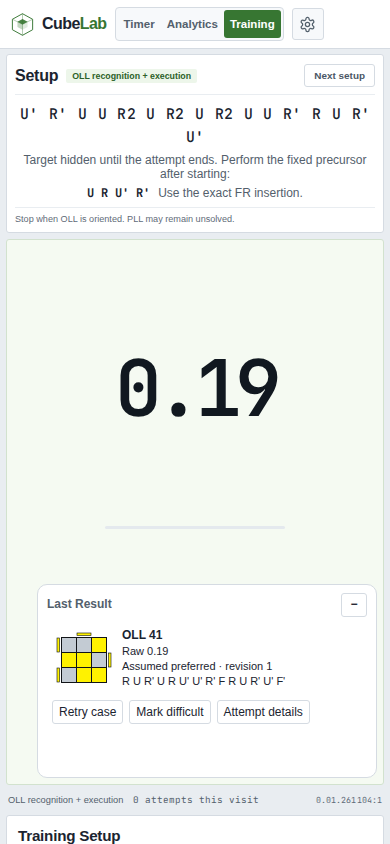 CubeLab
Timer Analytics Training
Setup OLL recognition + execution Next setup
U' R' U U R2 U R2 U R2 U U R' R U R'
U'
Target hidden until the attempt ends. Perform the fixed precursor
after starting:
U R U' R' Use the exact FR insertion.
Stop when OLL is oriented. PLL may remain unsolved.
0.19
Last Result −
OLL 41
Raw 0.19
Assumed preferred · revision 1
R U R' U R U' U' R' F R U R' U' F'
Retry case Mark difficult Attempt details
OLL recognition + execution 0 attempts this visit 0.01.261104:1
Training Setup